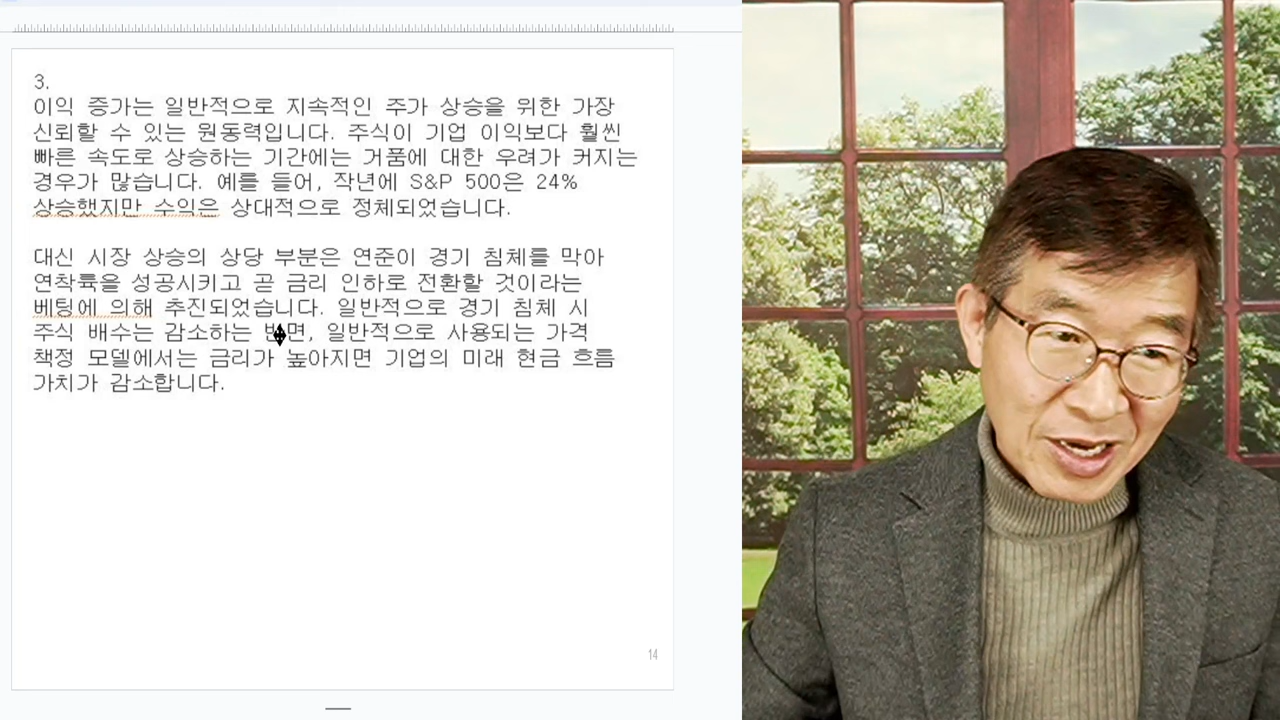 3.
이익 증가는 일반적으로 지속적인 주가 상승을 위한 가장
신뢰할 수 있는 원동력입니다. 주식이 기업 이익보다 훨씬
빠른 속도로 상승하는 기간에는 거품에 대한 우려가 커지는
경우가 많습니다. 예를 들어, 작년에 S&P 500은 24%
상승했지만 수익은 상대적으로 정체되었습니다.
대신 시장 상승의 상당 부분은 연준이 경기 침체를 막아
연착륙을 성공시키고 곧 금리 인하로 전환할 것이라는
베팅에 의해 추진되었습니다. 일반적으로 경기 침체 시
주식 배수는 감소하는 반면, 일반적으로 사용되는 가격
책정 모델에서는 금리가 높아지면 기업의 미래 현금 흐름
가치가 감소합니다.
14